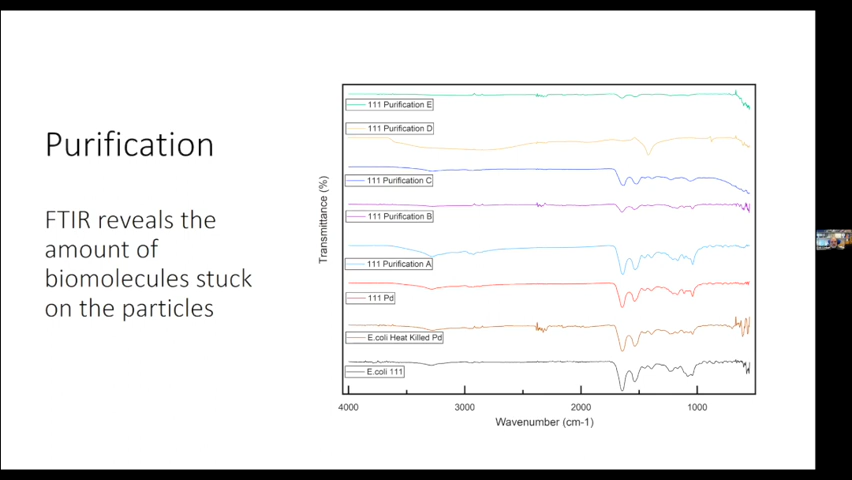 Purification
FTIR reveals the
amount of
biomolecules stuck
on the particles
111 Purification E
111 Purification D
111 Purification C
111 Purification B
111 Purification A
111 Pd
E.coli Heat Killed Pd
E.coli 111
Transmittance (%)
4000 3000 2000 1000
Wavenumber (cm-1)